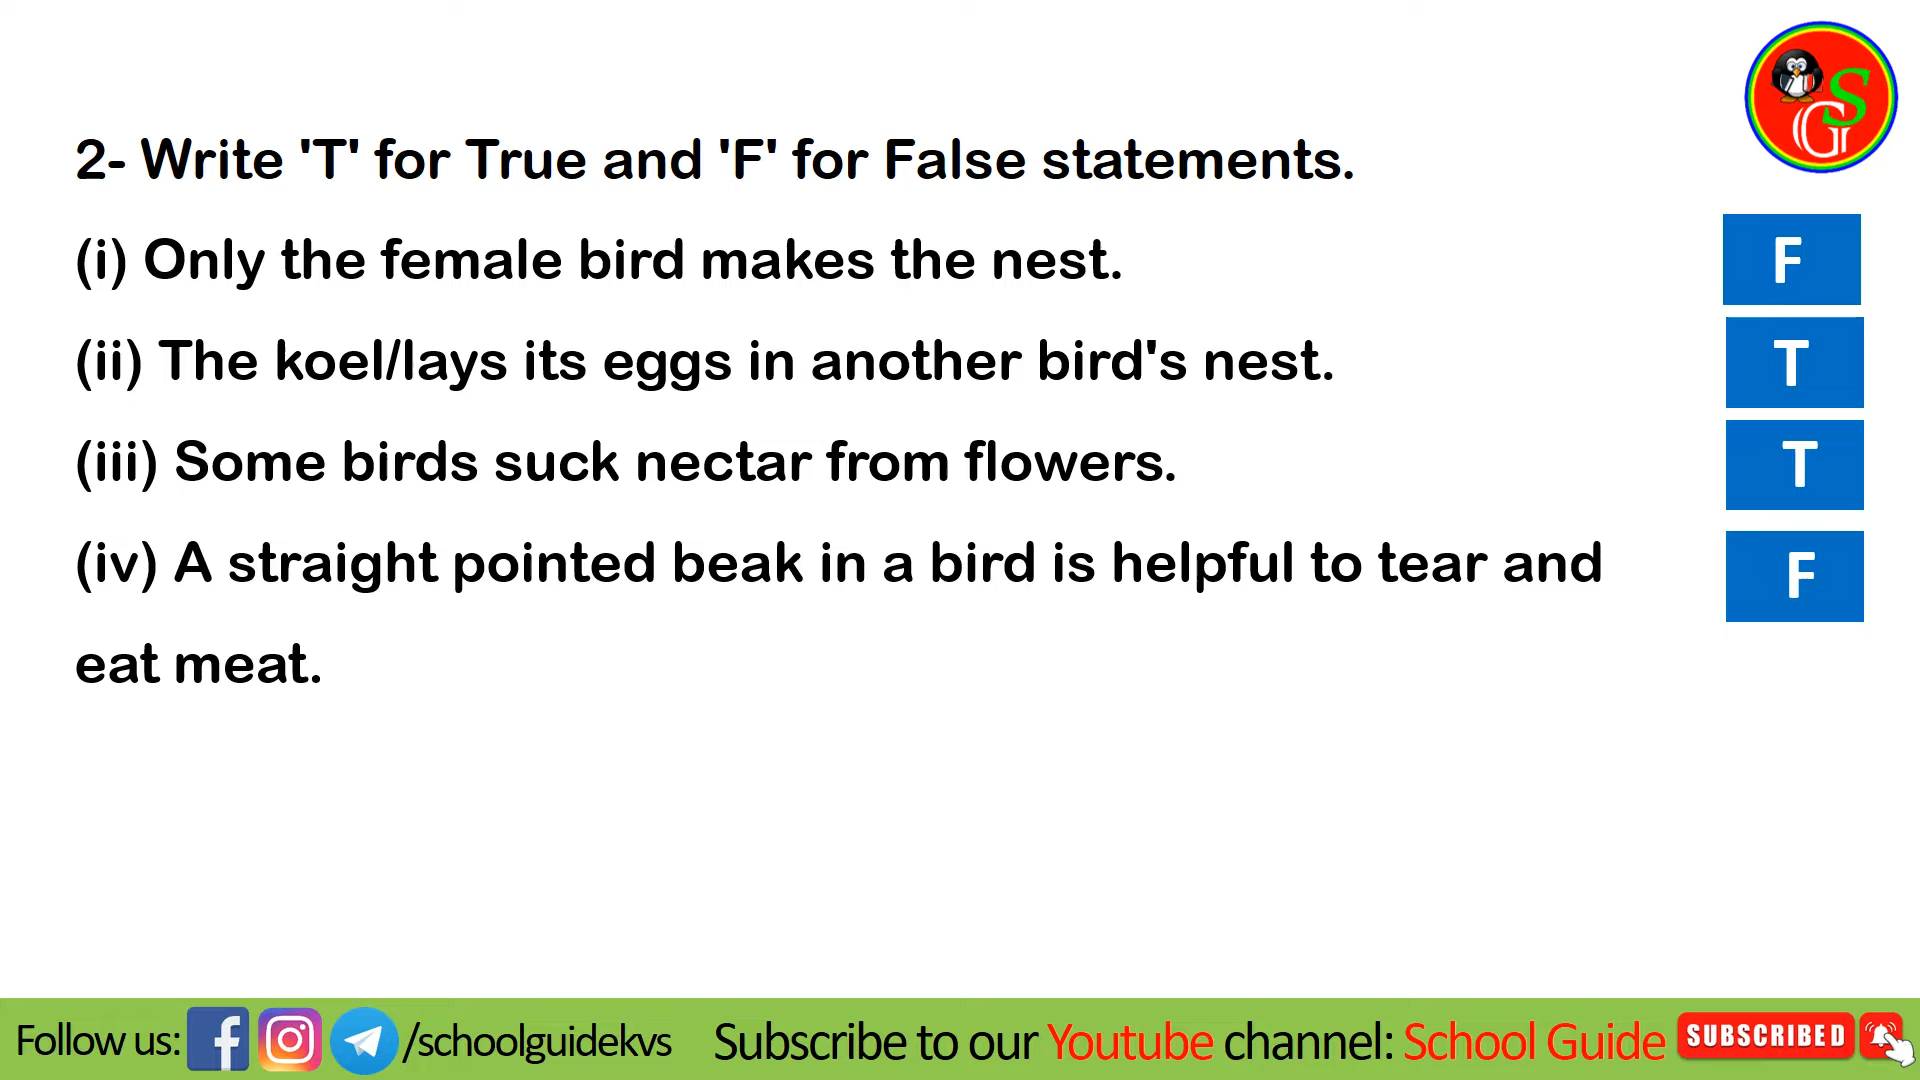 SG
2- Write 'T' for True and 'F' for False statements.
(i) Only the female bird makes the nest. F
(ii) The koel/lays its eggs in another bird's nest. T
(iii) Some birds suck nectar from flowers. T
(iv) A straight pointed beak in a bird is helpful to tear and F
eat meat.
Follow us: /schoolguidekvs Subscribe to our Youtube channel: School Guide SUBSCRIBED